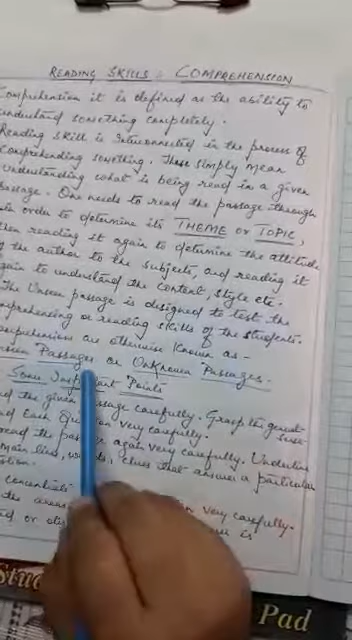 READING SKILLS : COMPREHENSION
Comprehension it is defined as the ability to
understand something completely.
Reading skill is interconnected in the process of
comprehending something. These simply mean
understanding what is being read in a given
passage. One needs to read the passage through
in order to determine its THEME or TOPIC,
then reading it again to determine the attitude
of the author to the subjects, and reading it
again to understand the content, style etc.
The Unseen passage is designed to test the
comprehending or reading skills of the students.
comprehension are otherwise known as -
Unseen Passages or Unknown Passages.
Some Important Points
the given passage carefully. Grasp the
Each very carefully.
read the passage again very carefully. Underline
main, clues that answer a particular
concentrate very carefully.
the
or is
Pad